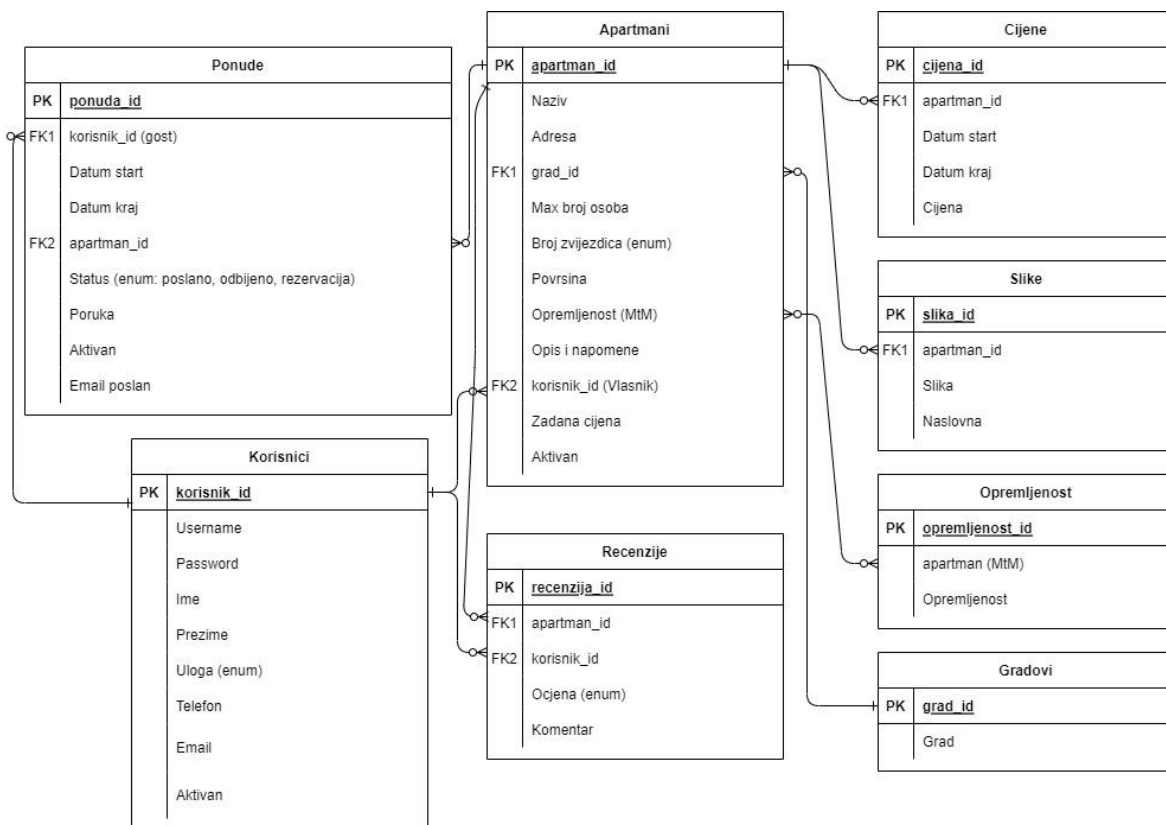 Ponude
PK ponuda_id
FK1 korisnik_id (gost)
Datum start
Datum kraj
FK2 apartman_id
Status (enum: poslano, odbijeno, rezervacija)
Poruka
Aktivan
Email poslan
Korisnici
PK korisnik_id
Username
Password
Ime
Prezime
Uloga (enum)
Telefon
Email
Aktivan
Apartmani
PK apartman_id
Naziv
Adresa
FK1 grad_id
Max broj osoba
Broj zvijezdica (enum)
Povrsina
Opremljenost (MtM)
Opis i napomene
FK2 korisnik_id (Vlasnik)
Zadana cijena
Aktivan
Recenzije
PK recenzija_id
FK1 apartman_id
FK2 korisnik_id
Ocjena (enum)
Komentar
Cijene
PK cijena_id
FK1 apartman_id
Datum start
Datum kraj
Cijena
Slike
PK slika_id
FK1 apartman_id
Slika
Naslovna
Opremljenost
PK opremljenost_id
apartman (MtM)
Opremljenost
Gradovi
PK grad_id
Grad